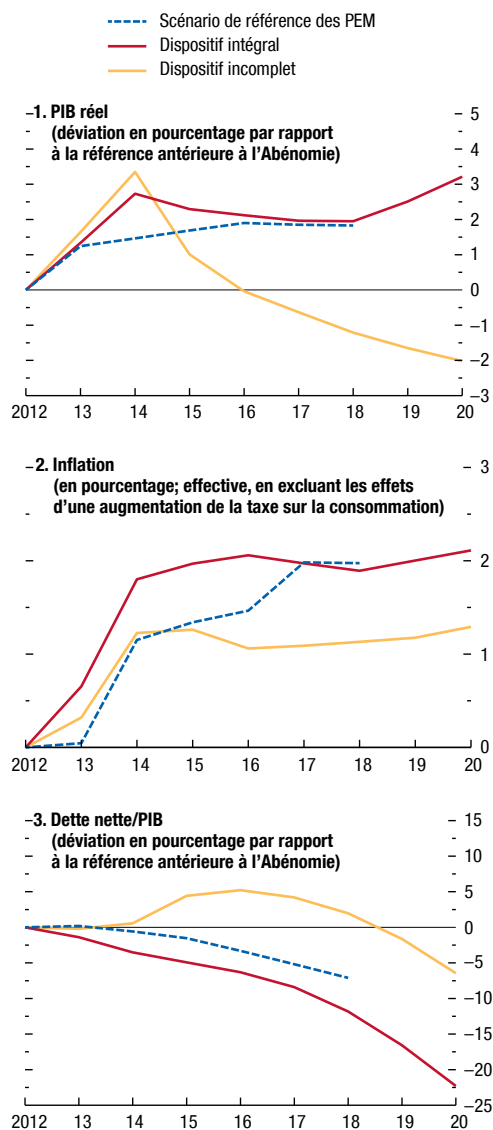 Scénario de référence des PEM
Dispositif intégral
Dispositif incomplet
1. PIB réel
(déviation en pourcentage par rapport
à la référence antérieure à l'Abénomie)
5
4
3
2
1
0
–1
–2
–3
2012 13 14 15 16 17 18 19 20
2. Inflation
(en pourcentage; effective, en excluant les effets
d'une augmentation de la taxe sur la consommation)
3
2
1
0
2012 13 14 15 16 17 18 19 20
3. Dette nette/PIB
(déviation en pourcentage par rapport
à la référence antérieure à l'Abénomie)
15
10
5
0
–5
–10
–15
–20
–25
2012 13 14 15 16 17 18 19 20